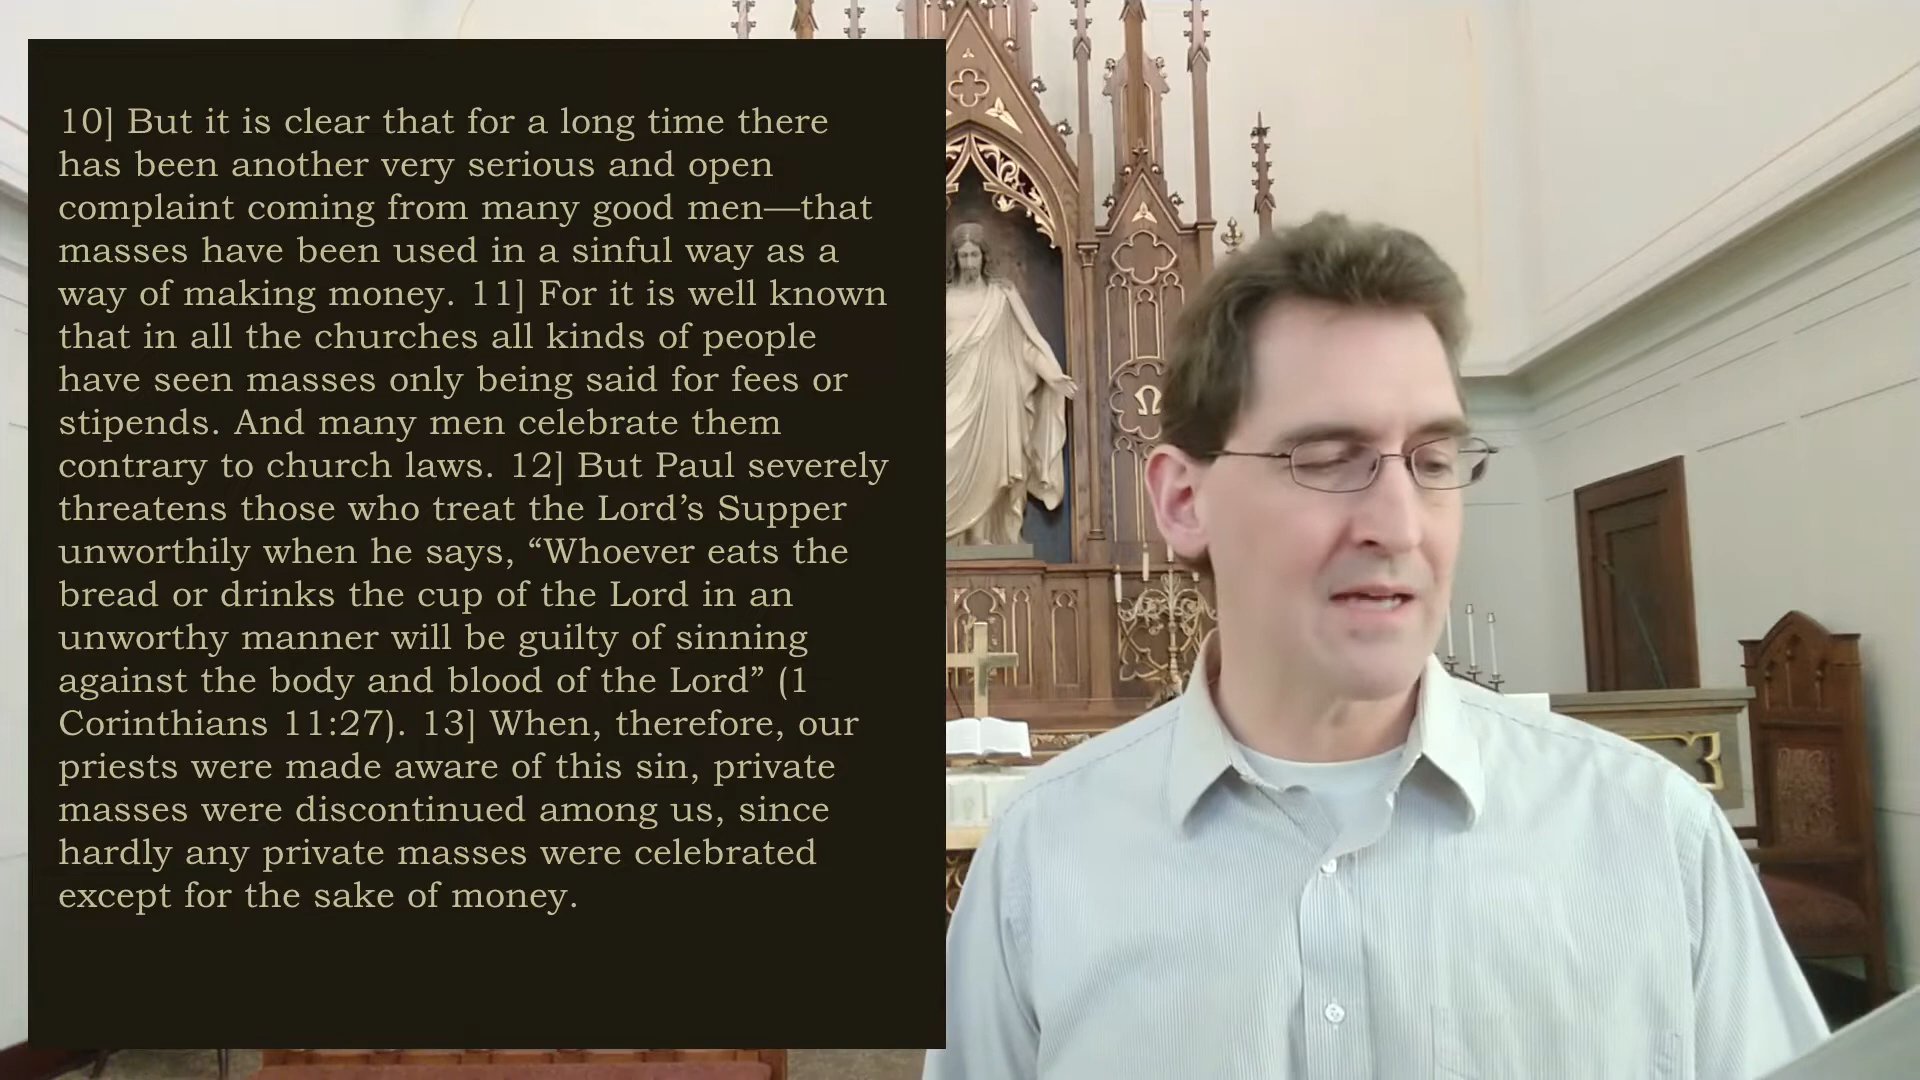 10] But it is clear that for a long time there
has been another very serious and open
complaint coming from many good men—that
masses have been used in a sinful way as a
way of making money. 11] For it is well known
that in all the churches all kinds of people
have seen masses only being said for fees or
stipends. And many men celebrate them
contrary to church laws. 12] But Paul severely
threatens those who treat the Lord’s Supper
unworthily when he says, “Whoever eats the
bread or drinks the cup of the Lord in an
unworthy manner will be guilty of sinning
against the body and blood of the Lord” (1
Corinthians 11:27). 13] When, therefore, our
priests were made aware of this sin, private
masses were discontinued among us, since
hardly any private masses were celebrated
except for the sake of money.
Ω